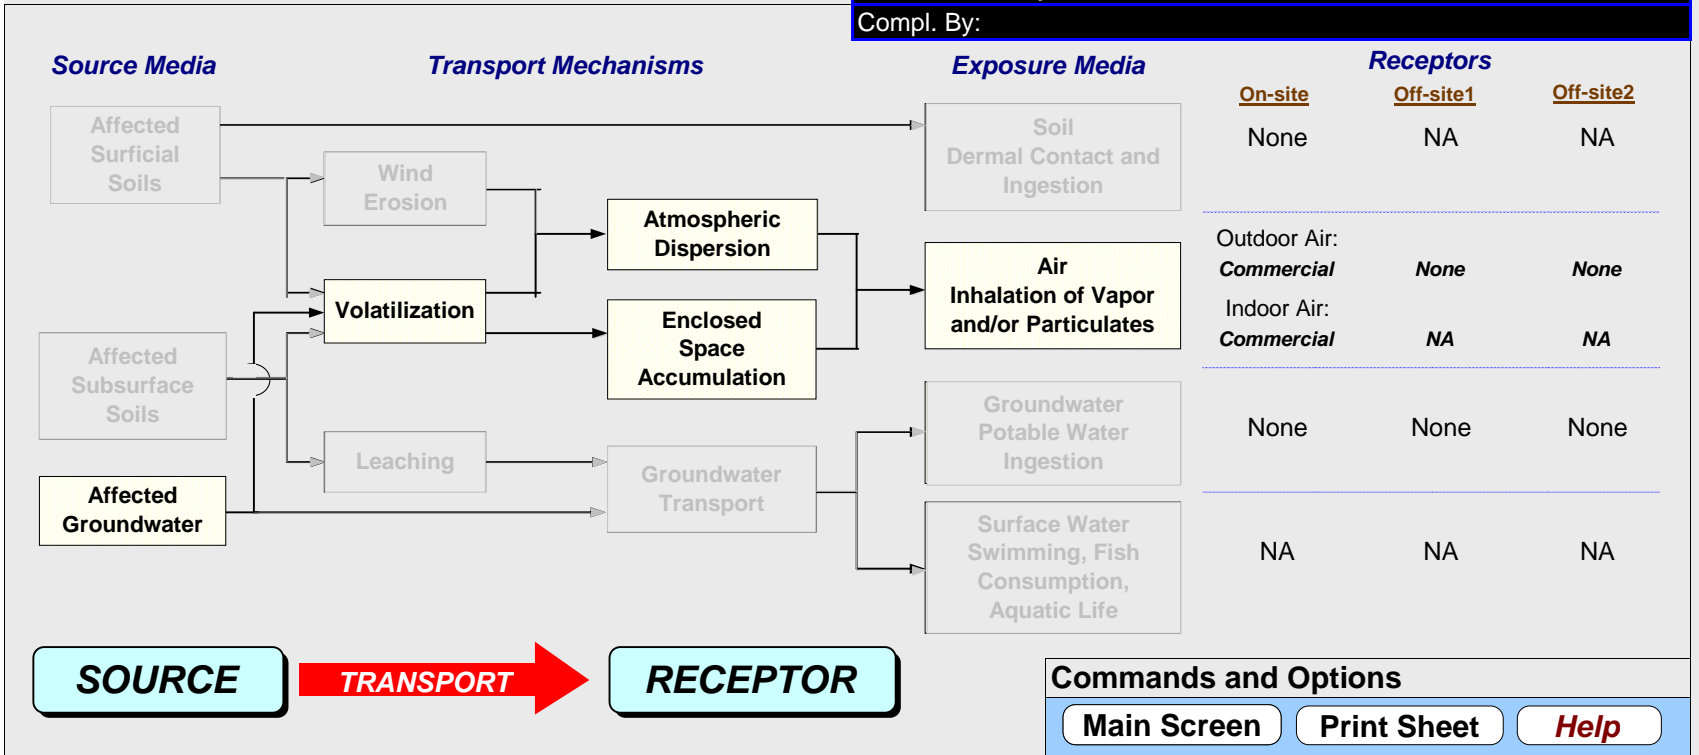 Compl. By:
Source Media
Transport Mechanisms
Exposure Media
Receptors
On-site
Off-site1
Off-site2
Affected
Surficial
Soils
Wind
Erosion
Soil
Dermal Contact and
Ingestion
None
NA
NA
Atmospheric
Dispersion
Volatilization
Enclosed
Space
Accumulation
Air
Inhalation of Vapor
and/or Particulates
Outdoor Air:
Commercial
None
None
Indoor Air:
Commercial
NA
NA
Affected
Subsurface
Soils
Leaching
Groundwater
Transport
Groundwater
Potable Water
Ingestion
None
None
None
Affected
Groundwater
Surface Water
Swimming, Fish
Consumption,
Aquatic Life
NA
NA
NA
SOURCE
TRANSPORT
RECEPTOR
Commands and Options
Main Screen
Print Sheet
Help